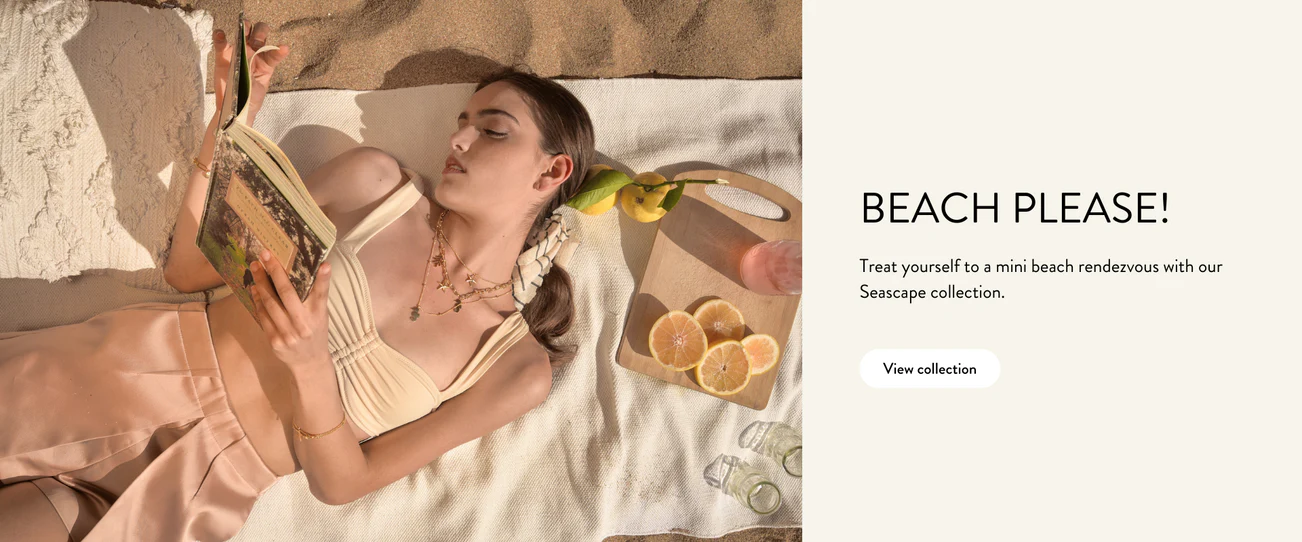 BEACH PLEASE!
Treat yourself to a mini beach rendezvous with our
Seascape collection.
View collection